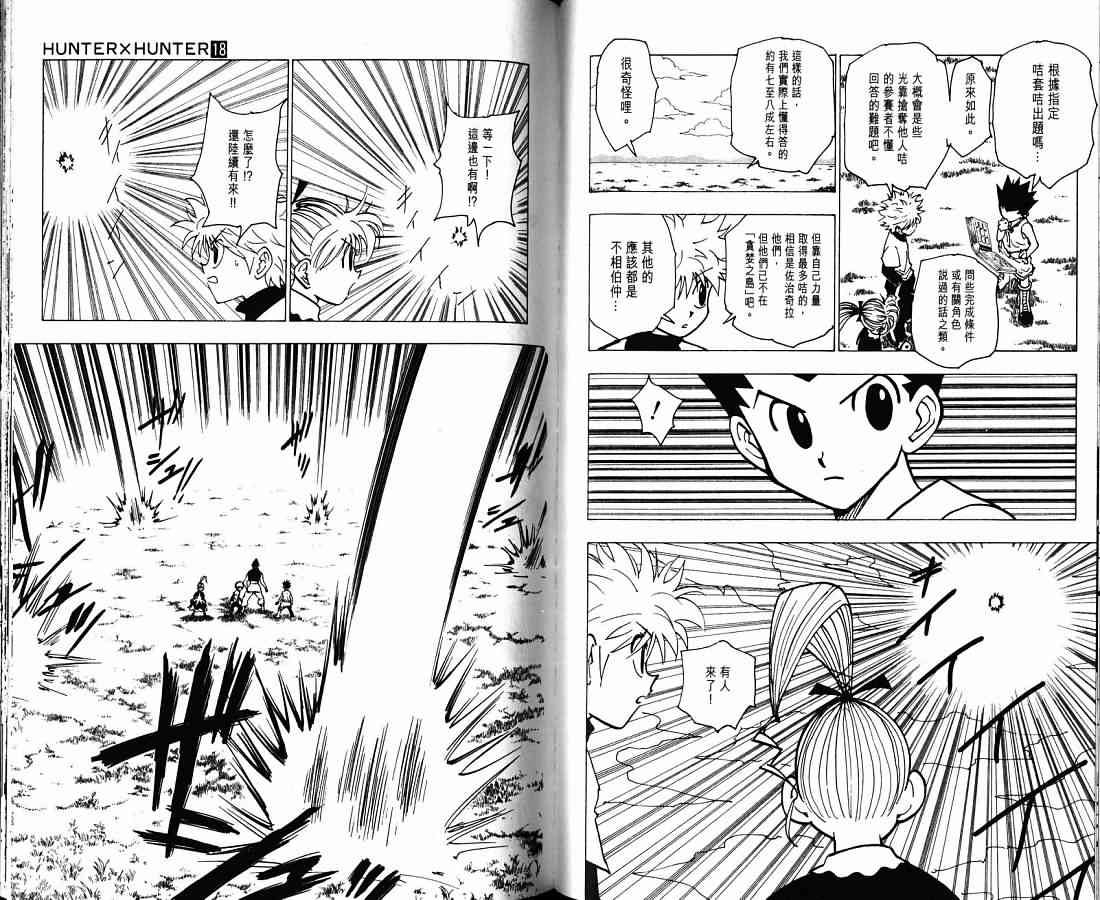 HUNTER×HUNTER 18
根據指定
咭套咭出題嗎…
原來如此。
大概會是些
光靠搶奪他人咭
的參賽者不懂
回答的難題吧。
問些完成條件
或有關角色
說過的話之類。
這樣的話，
我們實際上懂得答的
約有七至八成左右。
很奇怪哩。
但靠自己力量
取得最多咭的，
相信是佐治奇拉
他們，
但他們已不在
「貪婪之島」吧。
其他的
應該都是
不相伯仲。
！
有人
來了！
等一下！
這邊也有啊!?
怎麼了!?
還陸續有來!!